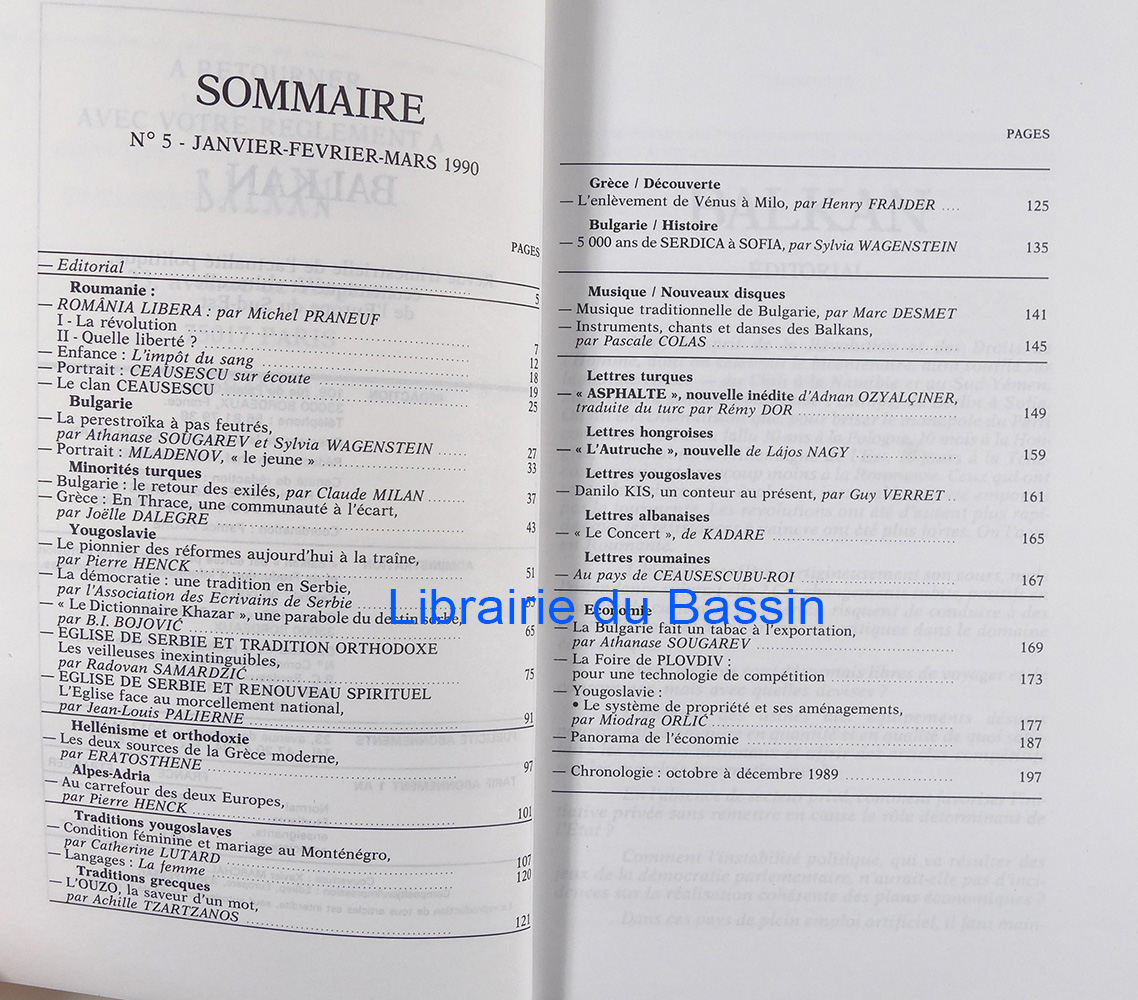 SOMMAIRE
N° 5 - JANVIER-FEVRIER-MARS 1990
PAGES
— Editorial 5
Roumanie :
— ROMÂNIA LIBERA : par Michel PRANEUF
I - La révolution 7
II - Quelle liberté ? 12
— Enfance : L'impôt du sang 18
— Portrait : CEAUSESCU sur écoute 19
— Le clan CEAUSESCU 25
Bulgarie
— La perestroïka à pas feutrés,
par Athanase SOUGAREV et Sylvia WAGENSTEIN 27
— Portrait : MLADENOV, « le jeune » 33
Minorités turques
— Bulgarie : le retour des exilés, par Claude MILAN 37
— Grèce : En Thrace, une communauté à l'écart,
par Joëlle DALEGRE 43
Yougoslavie
— Le pionnier des réformes aujourd'hui à la traîne,
par Pierre HENCK 51
— La démocratie : une tradition en Serbie,
par l'Association des Ecrivains de Serbie
— « Le Dictionnaire Khazar », une parabole du destin serbe,
par B.I. BOJOVIĆ 65
— EGLISE DE SERBIE ET TRADITION ORTHODOXE
Les veilleuses inextinguibles,
par Radovan SAMARDZIĆ 75
— EGLISE DE SERBIE ET RENOUVEAU SPIRITUEL
L'Eglise face au morcellement national,
par Jean-Louis PALIERNE 91
Hellénisme et orthodoxie
— Les deux sources de la Grèce moderne,
par ERATOSTHENE 97
Alpes-Adria
— Au carrefour des deux Europes,
par Pierre HENCK 101
Traditions yougoslaves
— Condition féminine et mariage au Monténégro,
par Catherine LUTARD 107
— Langages : La femme 120
Traditions grecques
— L'OUZO, la saveur d'un mot,
par Achille TZARTZANOS 121
PAGES
Grèce / Découverte
— L'enlèvement de Vénus à Milo, par Henry FRAJDER 125
Bulgarie / Histoire
— 5 000 ans de SERDICA à SOFIA, par Sylvia WAGENSTEIN 135
Musique / Nouveaux disques
— Musique traditionnelle de Bulgarie, par Marc DESMET 141
— Instruments, chants et danses des Balkans,
par Pascale COLAS 145
Lettres turques
— « ASPHALTE », nouvelle inédite d'Adnan OZYALÇINER,
traduite du turc par Rémy DOR 149
Lettres hongroises
— « L'Autruche », nouvelle de Lájos NAGY 159
Lettres yougoslaves
— Danilo KIS, un conteur au présent, par Guy VERRET 161
Lettres albanaises
— « Le Concert », de KADARE 165
Lettres roumaines
— Au pays de CEAUSESCUBU-ROI 167
Economie
— La Bulgarie fait un tabac à l'exportation,
par Athanase SOUGAREV 169
— La Foire de PLOVDIV :
pour une technologie de compétition 173
— Yougoslavie :
• Le système de propriété et ses aménagements,
par Miodrag ORLIĆ 177
— Panorama de l'économie 187
— Chronologie : octobre à décembre 1989 197
Librairie du Bassin